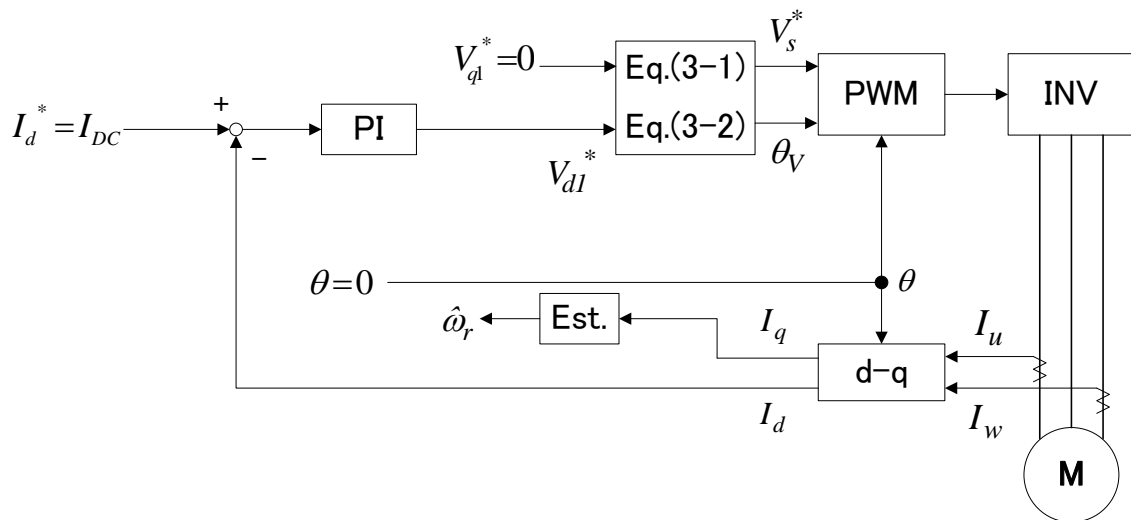 V_{q1}^* = 0
Eq.(3-1)
V_s^*
PWM
INV
I_d^* = I_{DC}
+
−
PI
V_{d1}^*
Eq.(3-2)
θ_V
θ = 0
θ
\hat{ω}_r
Est.
I_q
d-q
I_u
I_d
I_w
M